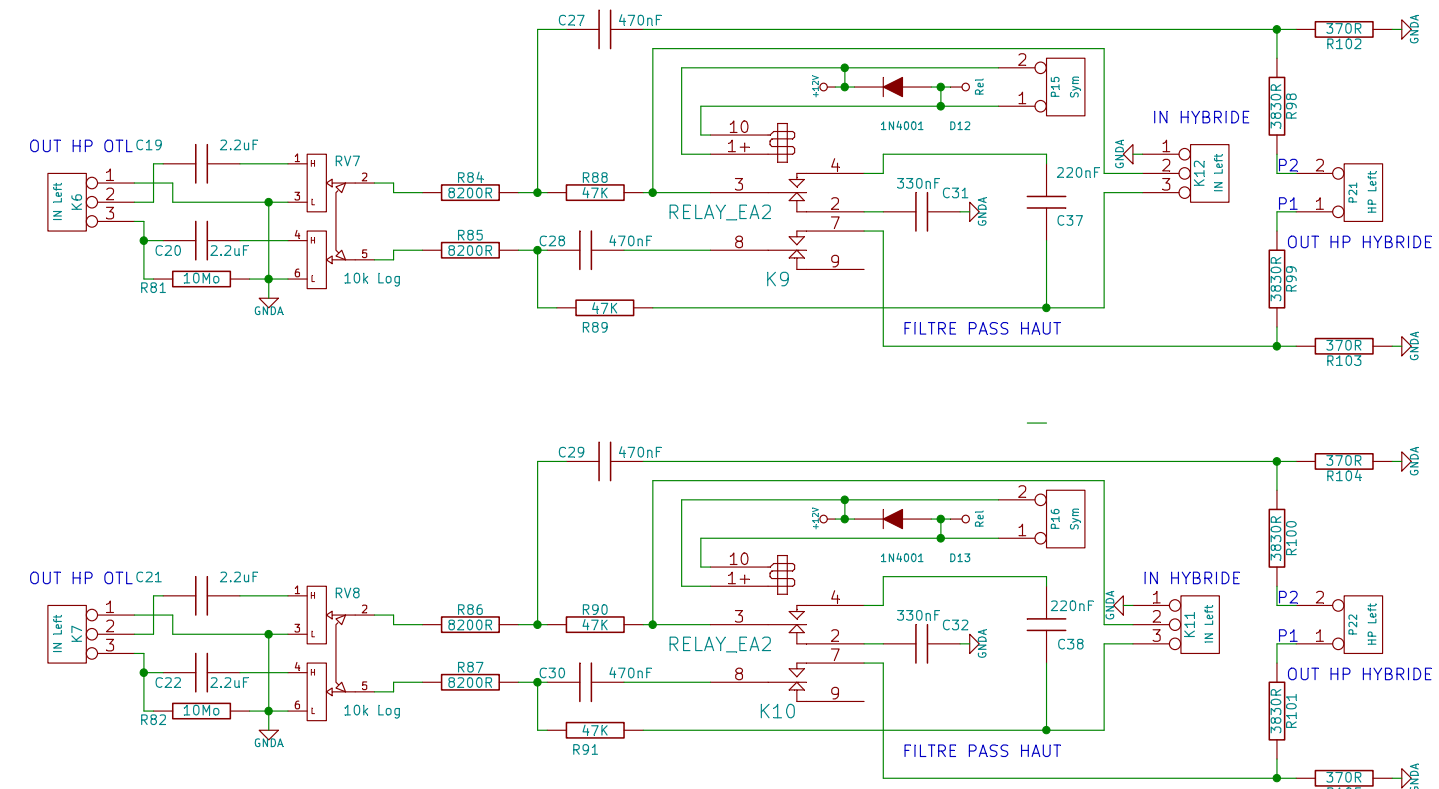 C27 470nF
370R
R102
GNDA
2
P15
Sym
+12V
Rel
1
1N4001 D12
3830R
R98
IN HYBRIDE
OUT HP OTL
C19 2.2uF
10
1+
GNDA
1
2
3
K12
IN Left
1
H
RV7
2
3
L
R84
8200R
R88
47K
3
4
2
RELAY_EA2
330nF
C31
GNDA
220nF
C37
P2 2
P1 1
P21
HP Left
OUT HP HYBRIDE
IN Left
K6
1
2
3
C20 2.2uF
R81
10Mo
GNDA
4
H
5
6
L
10k Log
R85
8200R
C28 470nF
8
7
9
K9
47K
R89
FILTRE PASS HAUT
3830R
R99
370R
R103
GNDA
C29 470nF
370R
R104
GNDA
2
P16
Sym
+12V
Rel
1
1N4001 D13
3830R
R100
IN HYBRIDE
OUT HP OTL
C21 2.2uF
10
1+
GNDA
1
2
3
K11
IN Left
1
H
RV8
2
3
L
R86
8200R
R90
47K
3
4
2
RELAY_EA2
330nF
C32
GNDA
220nF
C38
P2 2
P1 1
P22
HP Left
OUT HP HYBRIDE
IN Left
K7
1
2
3
C22 2.2uF
R82
10Mo
GNDA
4
H
5
6
L
10k Log
R87
8200R
C30 470nF
8
7
9
K10
47K
R91
FILTRE PASS HAUT
3830R
R101
370R
GNDA